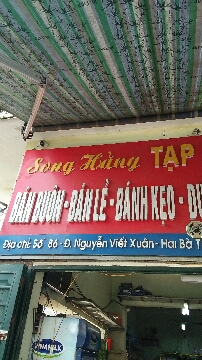 Song Hằng TẠP
BÁN BUÔN - BÁN LẺ - BÁNH KẸO -
Địa chỉ: Số 86 - Đ. Nguyễn Viết Xuân - Hai Bà
VINAMILK